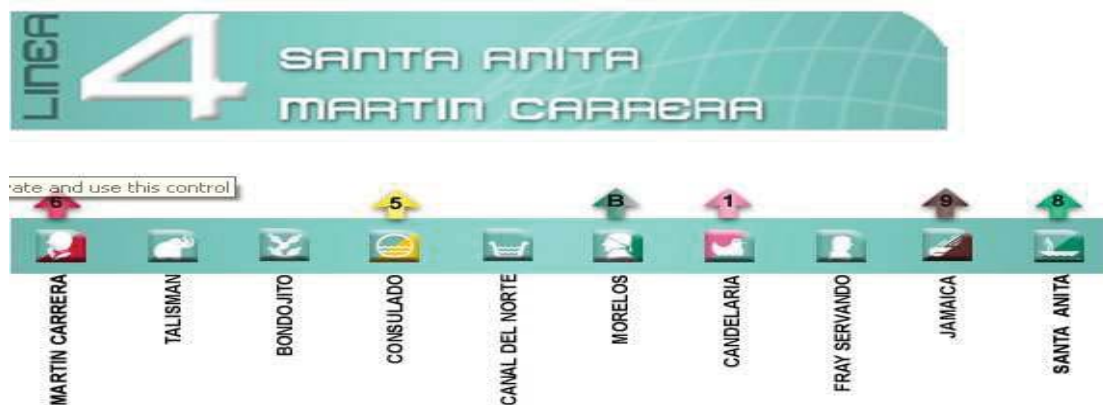 LINEA
4
SANTA ANITA
MARTIN CARRERA
vate and use this control
6
5
B
1
9
8
MARTIN CARRERA
TALISMAN
BONDOJITO
CONSULADO
CANAL DEL NORTE
MORELOS
CANDELARIA
FRAY SERVANDO
JAMAICA
SANTA ANITA